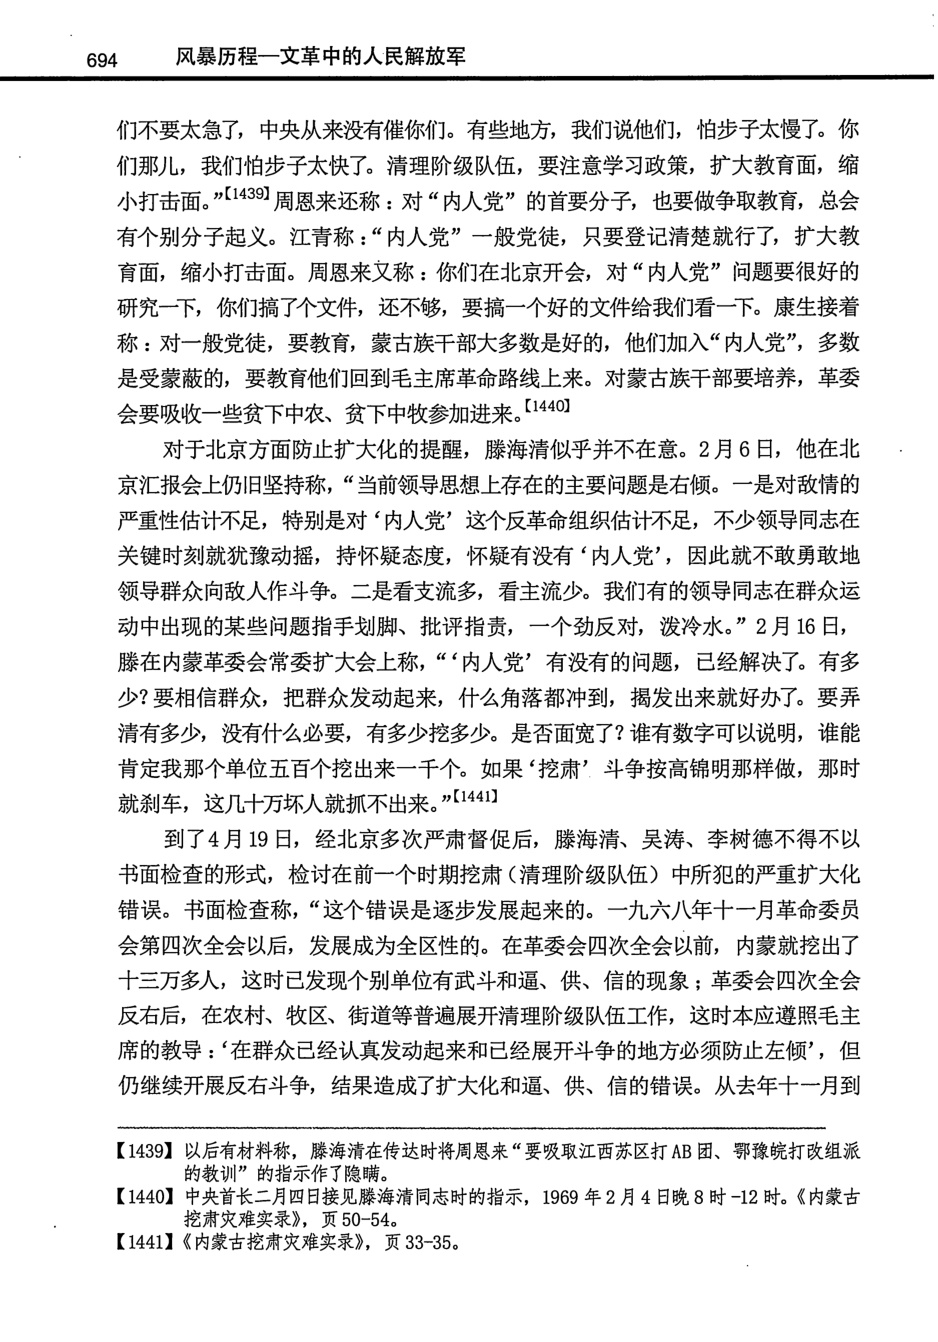 694 风暴历程—文革中的人民解放军
们不要太急了，中央从来没有催你们。有些地方，我们说他们，怕步子太慢了。你
们那儿，我们怕步子太快了。清理阶级队伍，要注意学习政策，扩大教育面，缩
小打击面。”【1439】周恩来还称：对“内人党”的首要分子，也要做争取教育，总会
有个别分子起义。江青称：“内人党”一般党徒，只要登记清楚就行了，扩大教
育面，缩小打击面。周恩来又称：你们在北京开会，对“内人党”问题要很好的
研究一下，你们搞了个文件，还不够，要搞一个好的文件给我们看一下。康生接着
称：对一般党徒，要教育，蒙古族干部大多数是好的，他们加入“内人党”，多数
是受蒙蔽的，要教育他们回到毛主席革命路线上来。对蒙古族干部要培养，革委
会要吸收一些贫下中农、贫下中牧参加进来。【1440】
对于北京方面防止扩大化的提醒，滕海清似乎并不在意。2月6日，他在北
京汇报会上仍旧坚持称，“当前领导思想上存在的主要问题是右倾。一是对敌情的
严重性估计不足，特别是对‘内人党’这个反革命组织估计不足，不少领导同志在
关键时刻就犹豫动摇，持怀疑态度，怀疑有没有‘内人党’，因此就不敢勇敢地
领导群众向敌人作斗争。二是看支流多，看主流少。我们有的领导同志在群众运
动中出现的某些问题指手划脚、批评指责，一个劲反对，泼冷水。”2月16日，
滕在内蒙革委会常委扩大会上称，“‘内人党’有没有的问题，已经解决了。有多
少？要相信群众，把群众发动起来，什么角落都冲到，揭发出来就好办了。要弄
清有多少，没有什么必要，有多少挖多少。是否面宽了？谁有数字可以说明，谁能
肯定我那个单位五百个挖出来一千个。如果‘挖肃’斗争按高锦明那样做，那时
就刹车，这几十万坏人就抓不出来。”【1441】
到了4月19日，经北京多次严肃督促后，滕海清、吴涛、李树德不得不以
书面检查的形式，检讨在前一个时期挖肃（清理阶级队伍）中所犯的严重扩大化
错误。书面检查称，“这个错误是逐步发展起来的。一九六八年十一月革命委员
会第四次全会以后，发展成为全区性的。在革委会四次全会以前，内蒙就挖出了
十三万多人，这时已发现个别单位有武斗和逼、供、信的现象；革委会四次全会
反右后，在农村、牧区、街道等普遍展开清理阶级队伍工作，这时本应遵照毛主
席的教导：‘在群众已经认真发动起来和已经展开斗争的地方必须防止左倾’，但
仍继续开展反右斗争，结果造成了扩大化和逼、供、信的错误。从去年十一月到
【1439】以后有材料称，滕海清在传达时将周恩来“要吸取江西苏区打AB团、鄂豫皖打改组派
的教训”的指示作了隐瞒。
【1440】中央首长二月四日接见滕海清同志时的指示，1969年2月4日晚8时-12时。《内蒙古
挖肃灾难实录》，页50-54。
【1441】《内蒙古挖肃灾难实录》，页33-35。